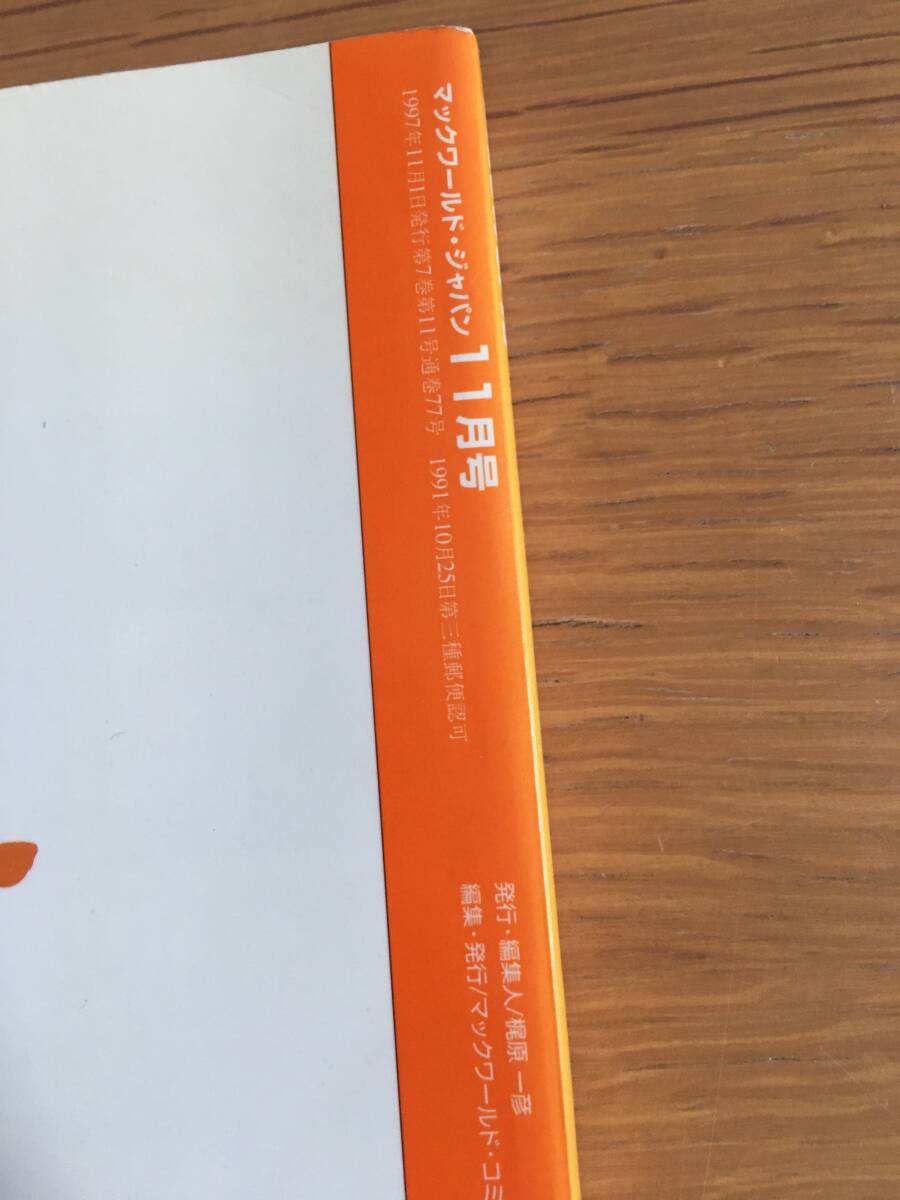 マックワールド・ジャパン11月号
1997年11月1日発行第7巻第11号通巻77号　1991年10月25日第三種郵便認可
発行・編集人/梶原 一彦
編集・発行/マックワールド・コミ